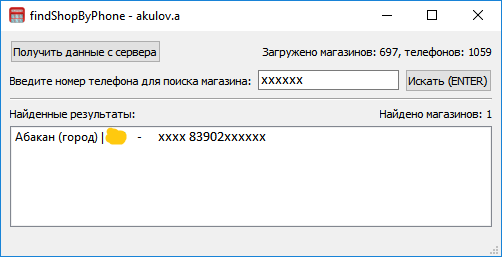 findShopByPhone - akulov.a
Получить данные с сервера Загружено магазинов: 697, телефонов: 1059
Введите номер телефона для поиска магазина: xxxxxx Искать (ENTER)
Найденные результаты: Найдено магазинов: 1
Абакан (город) | - xxxx 83902xxxxxx